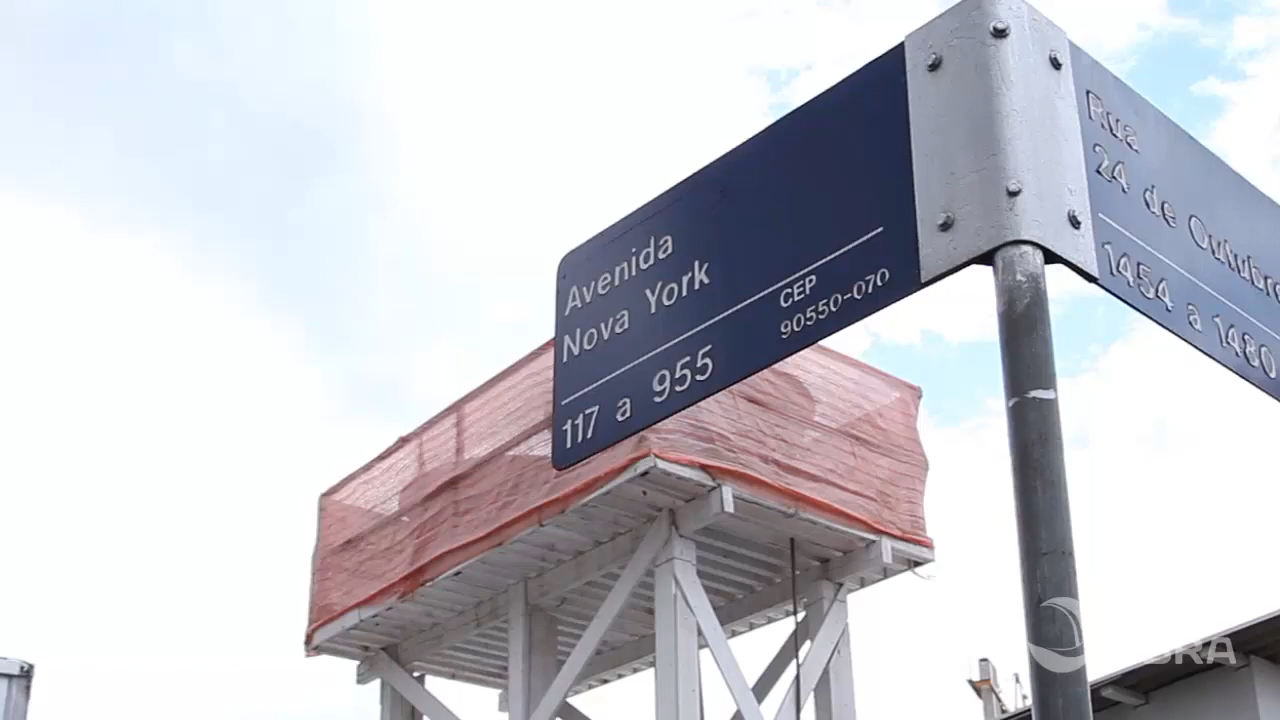 Avenida
Nova York
CEP
90550-070
117 a 955
Rua
24 de Outubro
1454 a 1480